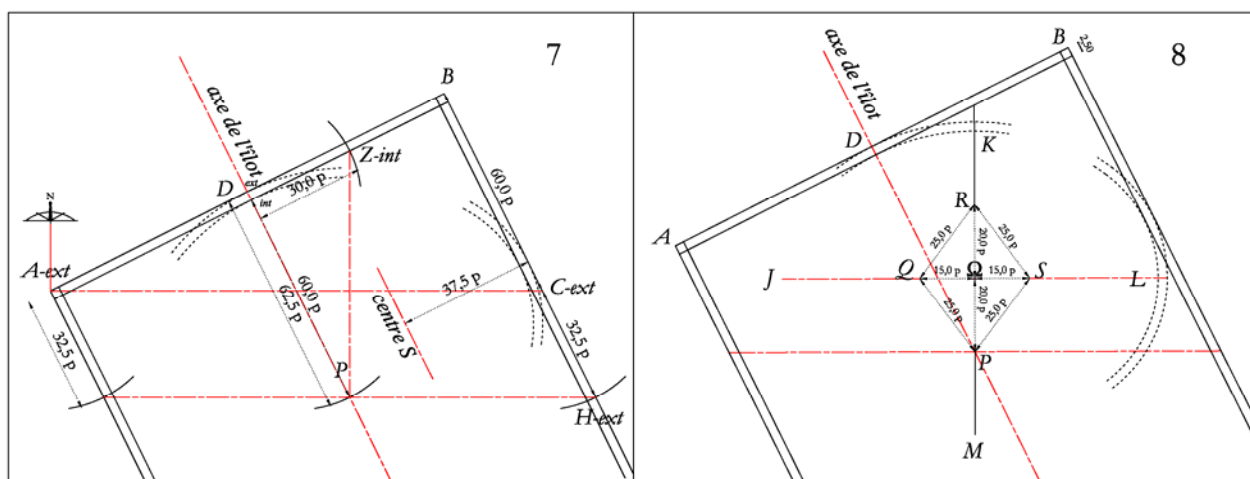 7
B
axe de l'îlot
Z-int
D
ext
int
30,0 P
60,0 P
N
A-ext
60,0 P
62,5 P
37,5 P
C-ext
centre S
32,5 P
32,5 P
P
H-ext
8
B
2,50
axe de l'îlot
D
K
R
A
25,0 P
20,0 P
25,0 P
J
Q
15,0 P
Ω
15,0 P
S
L
25,0 P
20,0 P
25,0 P
P
M